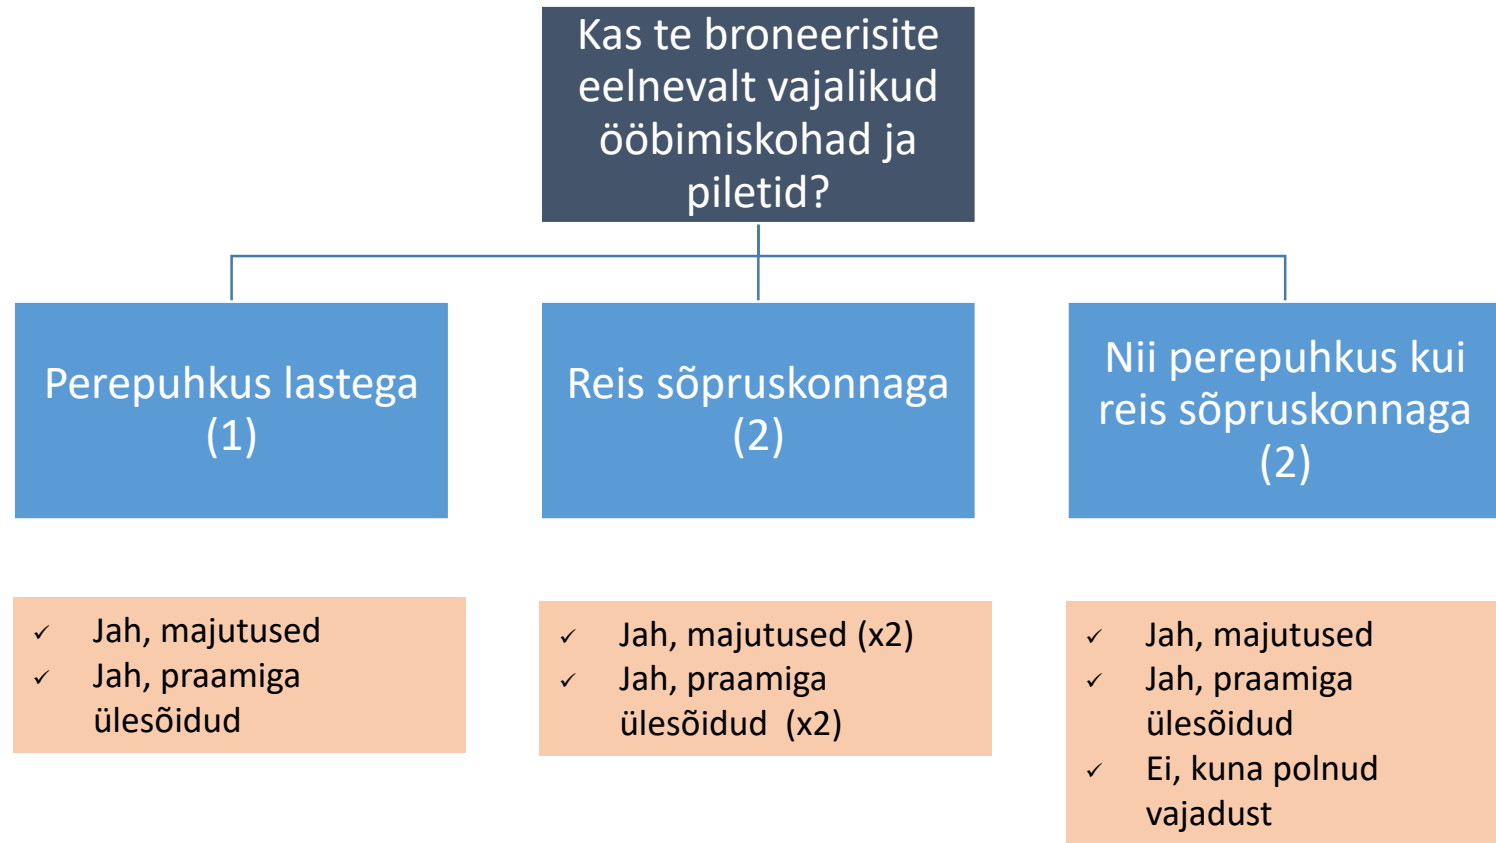 Kas te broneerisite
eelnevalt vajalikud
ööbimiskohad ja
piletid?
Perepuhkus lastega
(1)
Reis sõpruskonnaga
(2)
Nii perepuhkus kui
reis sõpruskonnaga
(2)
✓ Jah, majutused
✓ Jah, praamiga
ülesõidud
✓ Jah, majutused (x2)
✓ Jah, praamiga
ülesõidud (x2)
✓ Jah, majutused
✓ Jah, praamiga
ülesõidud
✓ Ei, kuna polnud
vajadust